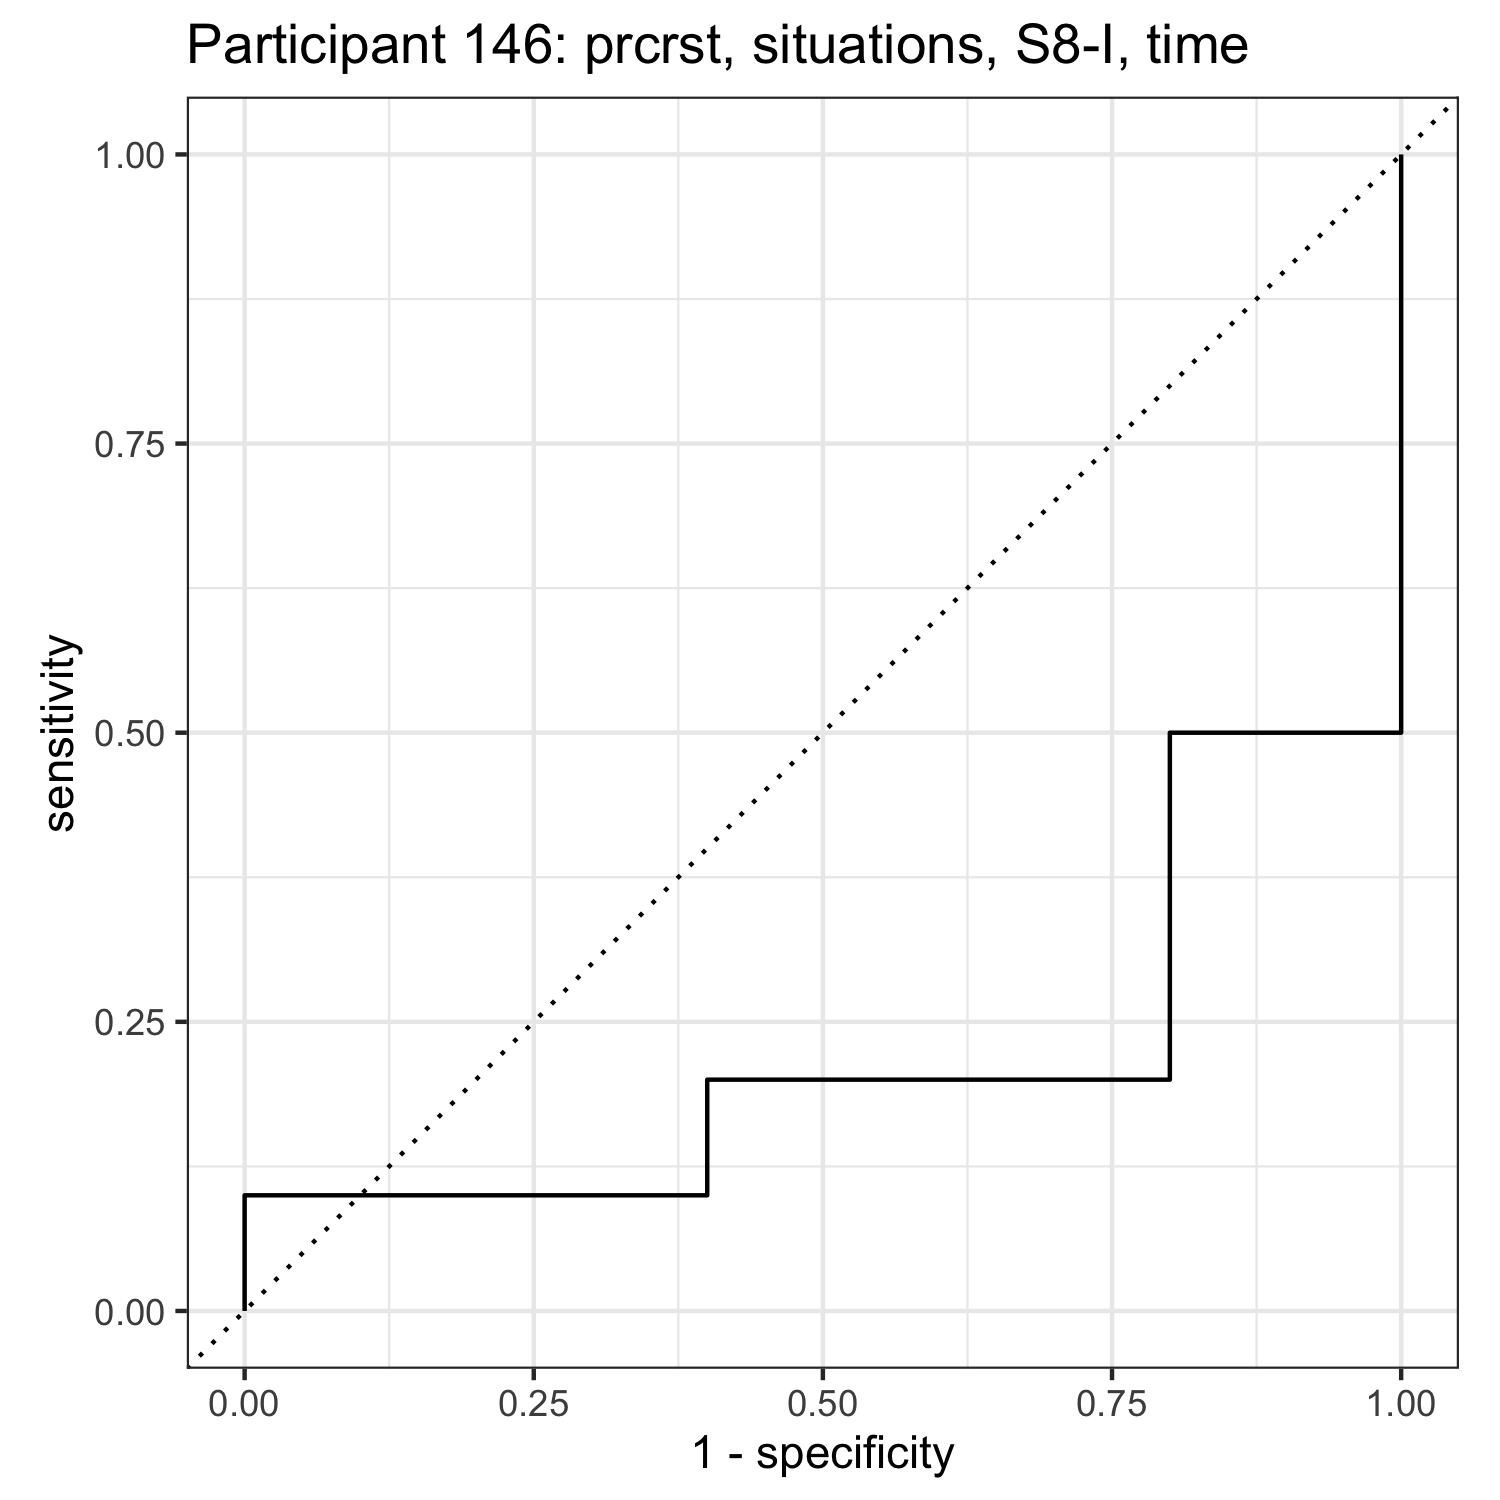 Participant 146: prcrst, situations, S8-I, time
1.00
0.75
0.50
0.25
0.00
sensitivity
0.00 0.25 0.50 0.75 1.00
1 - specificity